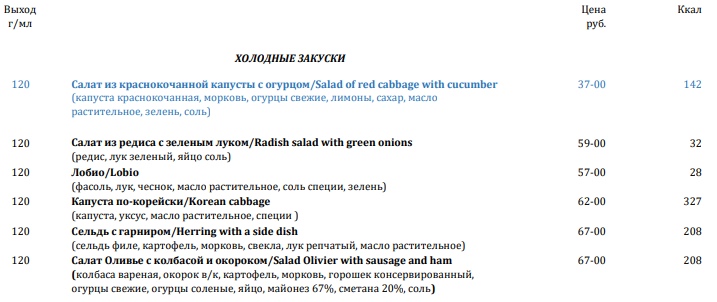 Выход г/мл Цена руб. Ккал
ХОЛОДНЫЕ ЗАКУСКИ
120 Салат из краснокочанной капусты с огурцом/Salad of red cabbage with cucumber 37-00 142
(капуста краснокочанная, морковь, огурцы свежие, лимоны, сахар, масло
растительное, зелень, соль)
120 Салат из редиса с зеленым луком/Radish salad with green onions 59-00 32
(редис, лук зеленый, яйцо соль)
120 Лобио/Lobio 57-00 28
(фасоль, лук, чеснок, масло растительное, соль специи, зелень)
120 Капуста по-корейски/Korean cabbage 62-00 327
(капуста, уксус, масло растительное, специи )
120 Сельдь с гарниром/Herring with a side dish 67-00 208
(сельдь филе, картофель, морковь, свекла, лук репчатый, масло растительное)
120 Салат Оливье с колбасой и окороком/Salad Olivier with sausage and ham 67-00 208
(колбаса вареная, окорок в/к, картофель, морковь, горошек консервированный,
огурцы свежие, огурцы соленые, яйцо, майонез 67%, сметана 20%, соль)